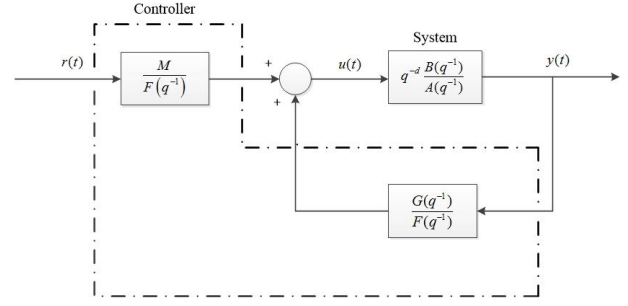 Controller
System
r(t)
M
F(q⁻¹)
+
+
u(t)
q⁻ᵈ B(q⁻¹)
A(q⁻¹)
y(t)
G(q⁻¹)
F(q⁻¹)